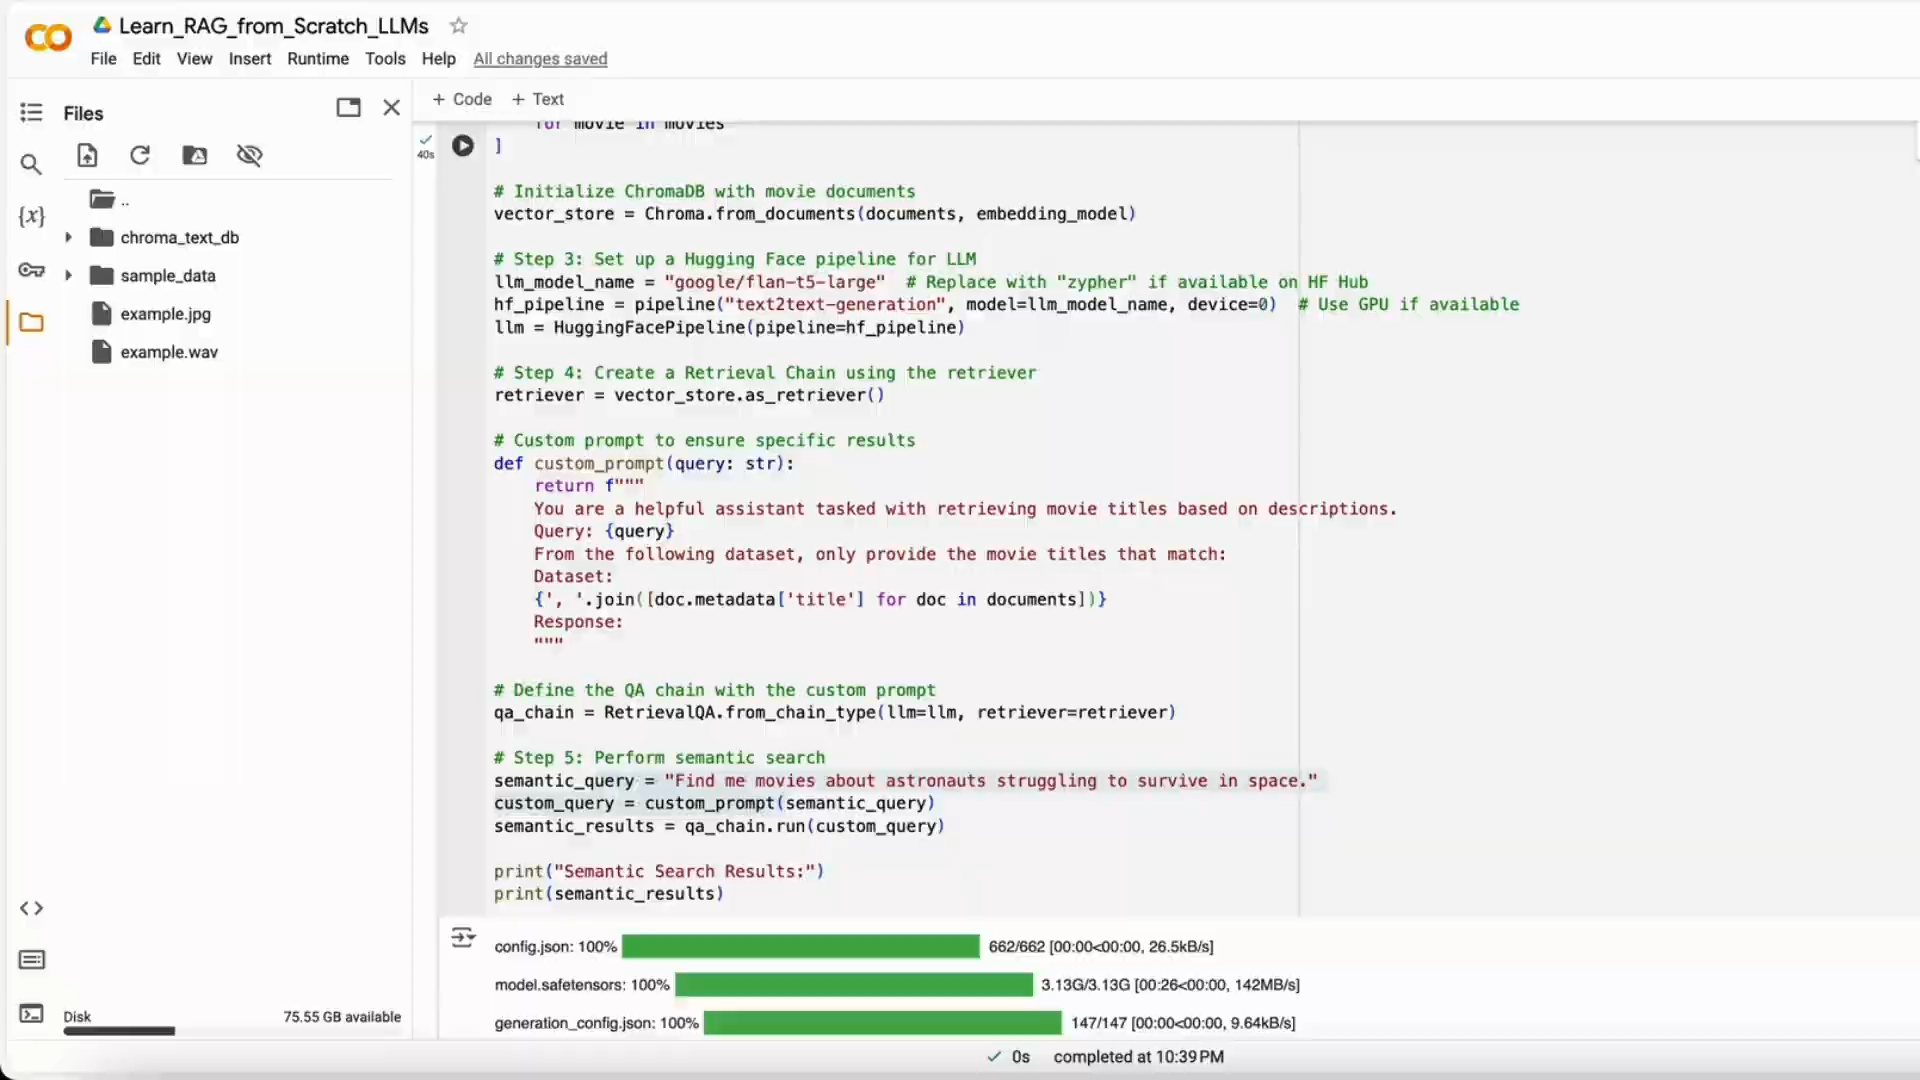 Learn_RAG_from_Scratch_LLMs
File Edit View Insert Runtime Tools Help All changes saved
Files
+ Code + Text
..
chroma_text_db
sample_data
example.jpg
example.wav
{x}
40s
for movie in movies
]
# Initialize ChromaDB with movie documents
vector_store = Chroma.from_documents(documents, embedding_model)
# Step 3: Set up a Hugging Face pipeline for LLM
llm_model_name = "google/flan-t5-large"  # Replace with "zypher" if available on HF Hub
hf_pipeline = pipeline("text2text-generation", model=llm_model_name, device=0)  # Use GPU if available
llm = HuggingFacePipeline(pipeline=hf_pipeline)
# Step 4: Create a Retrieval Chain using the retriever
retriever = vector_store.as_retriever()
# Custom prompt to ensure specific results
def custom_prompt(query: str):
    return f"""
    You are a helpful assistant tasked with retrieving movie titles based on descriptions.
    Query: {query}
    From the following dataset, only provide the movie titles that match:
    Dataset:
    {', '.join([doc.metadata['title'] for doc in documents])}
    Response:
    """
# Define the QA chain with the custom prompt
qa_chain = RetrievalQA.from_chain_type(llm=llm, retriever=retriever)
# Step 5: Perform semantic search
semantic_query = "Find me movies about astronauts struggling to survive in space."
custom_query = custom_prompt(semantic_query)
semantic_results = qa_chain.run(custom_query)
print("Semantic Search Results:")
print(semantic_results)
config.json: 100% 662/662 [00:00<00:00, 26.5kB/s]
model.safetensors: 100% 3.13G/3.13G [00:26<00:00, 142MB/s]
generation_config.json: 100% 147/147 [00:00<00:00, 9.64kB/s]
Disk 75.55 GB available
0s completed at 10:39 PM